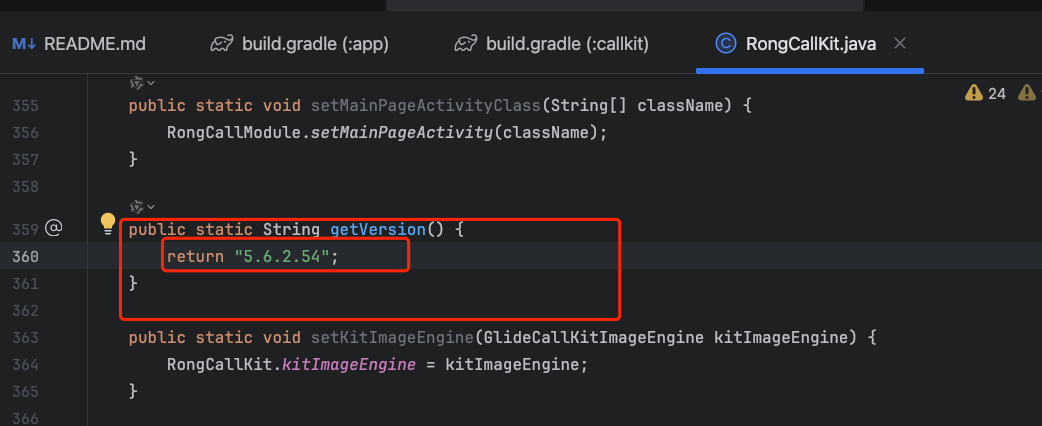 M↓ README.md build.gradle (:app) build.gradle (:callkit) C RongCallKit.java
24
355 public static void setMainPageActivityClass(String[] className) {
356 RongCallModule.setMainPageActivity(className);
357 }
358
359 @ public static String getVersion() {
360 return "5.6.2.54";
361 }
362
363 public static void setKitImageEngine(GlideCallKitImageEngine kitImageEngine) {
364 RongCallKit.kitImageEngine = kitImageEngine;
365 }
366